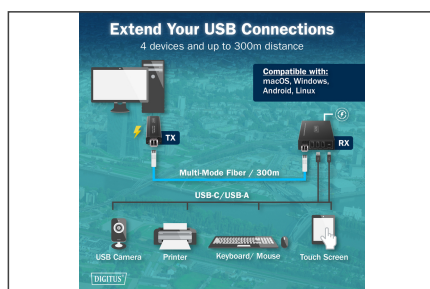 Extend Your USB Connections
4 devices and up to 300m distance
Compatible with:
macOS, Windows,
Android, Linux
TX
RX
Multi-Mode Fiber / 300m
USB-C/USB-A
USB Camera
Printer
Keyboard/ Mouse
Touch Screen
DIGITUS